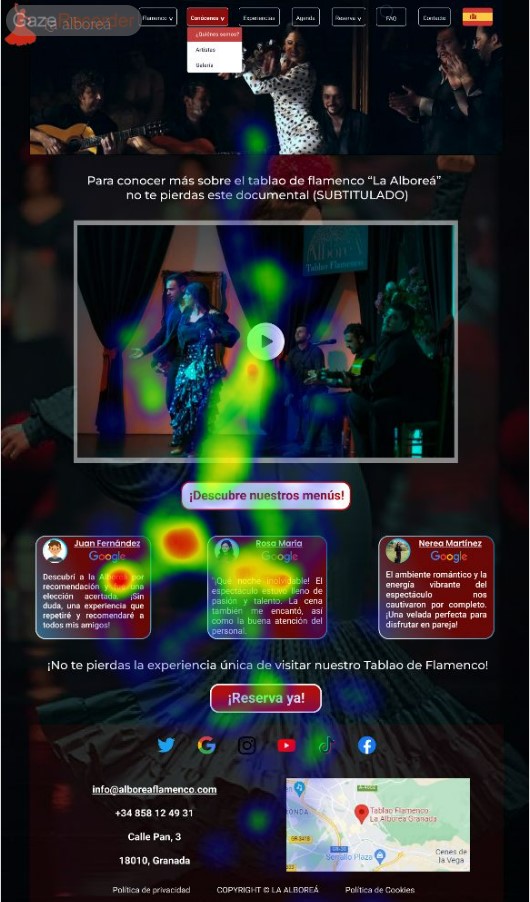 GazeRecorder
la alboreá
Flamenco
Conócenos
Experiencias
Agenda
Reserva
FAQ
Contacto
¿Quiénes somos?
Artistas
Galería
Para conocer más sobre el tablao de flamenco “La Alboreá”
no te pierdas este documental (SUBTITULADO)
Alboreá
Tablao Flamenco
¡Descubre nuestros menús!
Juan Fernández
Google
Descubrí a la Alboreá por
recomendación y fue una
elección acertada. ¡Sin
duda, una experiencia que
repetiré y recomendaré a
todos mis amigos!
Rosa María
Google
"¡Qué noche inolvidable! El
espectáculo estuvo lleno de
pasión y talento. La cena
también me encantó, así
como la buena atención del
personal.
Nerea Martínez
Google
El ambiente romántico y la
energía vibrante del
espectáculo nos
cautivaron por completo.
¡Una velada perfecta para
disfrutar en pareja!
¡No te pierdas la experiencia única de visitar nuestro Tablao de Flamenco!
¡Reserva ya!
info@alboreaflamenco.com
+34 858 12 49 31
Calle Pan, 3
18010, Granada
RONDA
GR-3418
Tablao Flamenco
La Alboreá Granada
Serrallo Plaza
Cenes de
la Vega
Política de privacidad
COPYRIGHT © LA ALBOREÁ
Política de Cookies